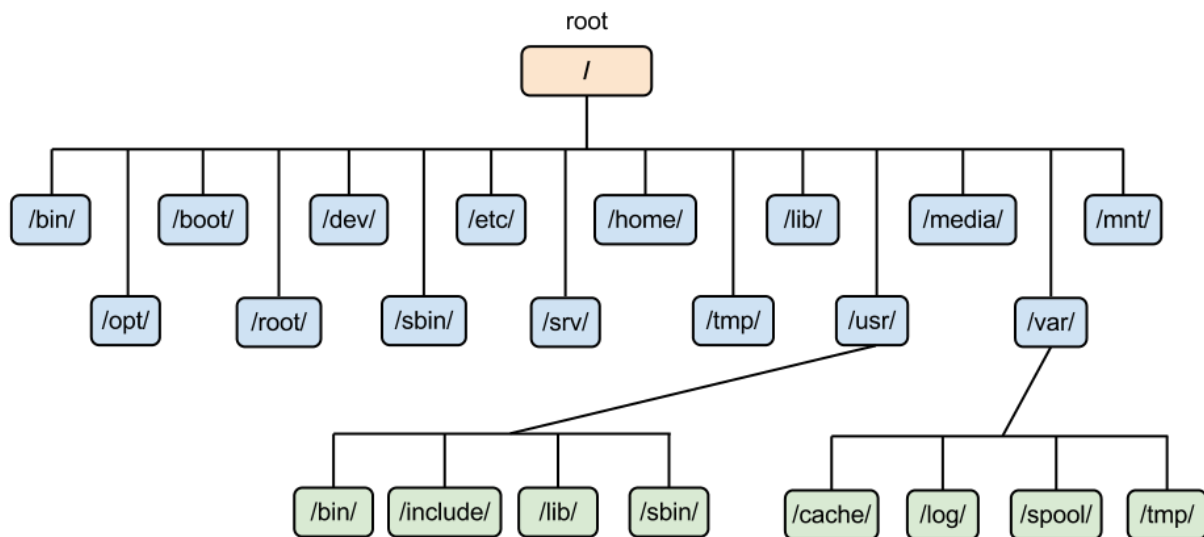 root
/
/bin/ /boot/ /dev/ /etc/ /home/ /lib/ /media/ /mnt/
/opt/ /root/ /sbin/ /srv/ /tmp/ /usr/ /var/
/bin/ /include/ /lib/ /sbin/ /cache/ /log/ /spool/ /tmp/